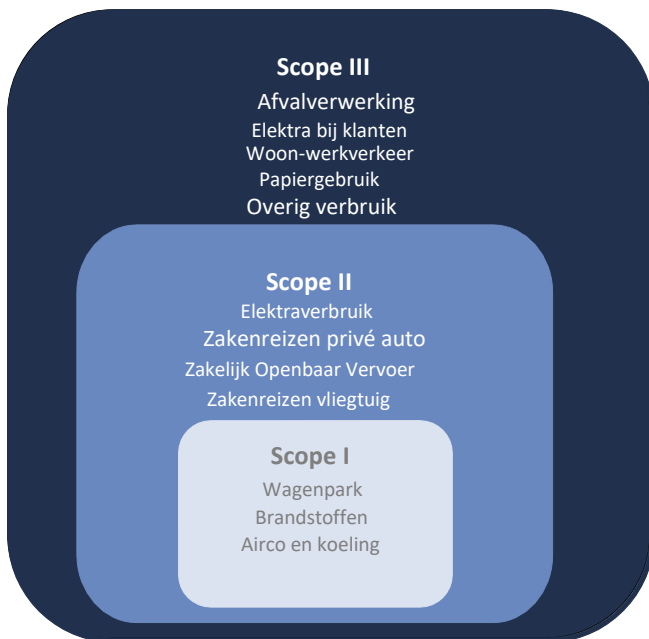 Scope III
Afvalverwerking
Elektra bij klanten
Woon-werkverkeer
Papiergebruik
Overig verbruik
Scope II
Elektraverbruik
Zakenreizen privé auto
Zakelijk Openbaar Vervoer
Zakenreizen vliegtuig
Scope I
Wagenpark
Brandstoffen
Airco en koeling